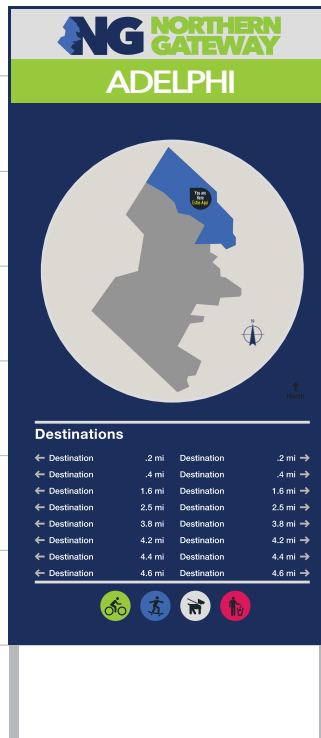 NG NORTHERN
GATEWAY
ADELPHI
You are
Here
N
Destinations
← Destination .2 mi Destination .2 mi →
← Destination .4 mi Destination .4 mi →
← Destination 1.6 mi Destination 1.6 mi →
← Destination 2.5 mi Destination 2.5 mi →
← Destination 3.8 mi Destination 3.8 mi →
← Destination 4.2 mi Destination 4.2 mi →
← Destination 4.4 mi Destination 4.4 mi →
← Destination 4.6 mi Destination 4.6 mi →